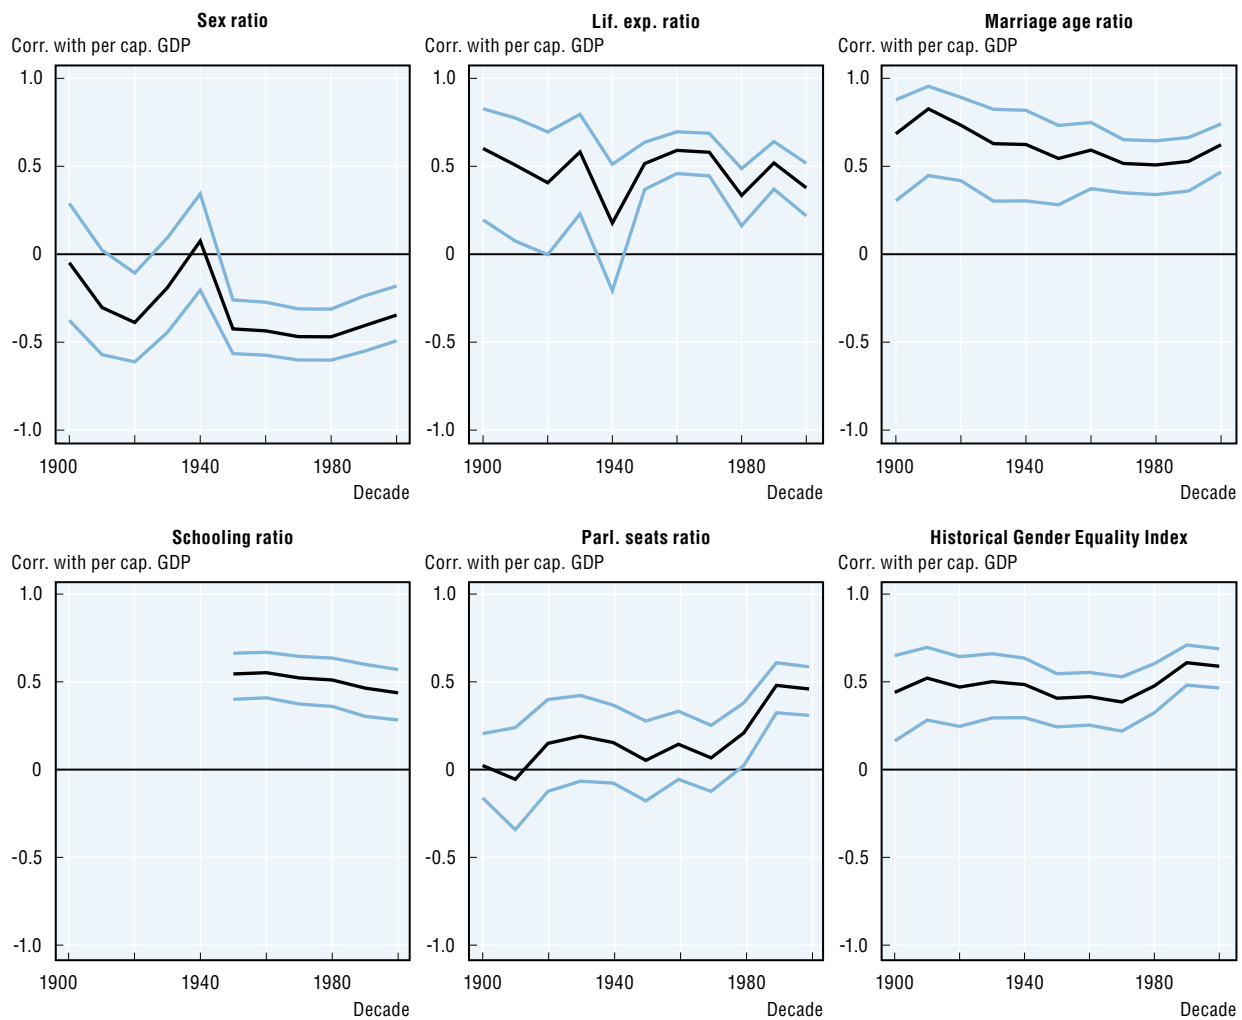 Sex ratio
Corr. with per cap. GDP
1.0
0.5
0
-0.5
-1.0
1900 1940 1980
Decade
Lif. exp. ratio
Corr. with per cap. GDP
1.0
0.5
0
-0.5
-1.0
1900 1940 1980
Decade
Marriage age ratio
Corr. with per cap. GDP
1.0
0.5
0
-0.5
-1.0
1900 1940 1980
Decade
Schooling ratio
Corr. with per cap. GDP
1.0
0.5
0
-0.5
-1.0
1900 1940 1980
Decade
Parl. seats ratio
Corr. with per cap. GDP
1.0
0.5
0
-0.5
-1.0
1900 1940 1980
Decade
Historical Gender Equality Index
Corr. with per cap. GDP
1.0
0.5
0
-0.5
-1.0
1900 1940 1980
Decade